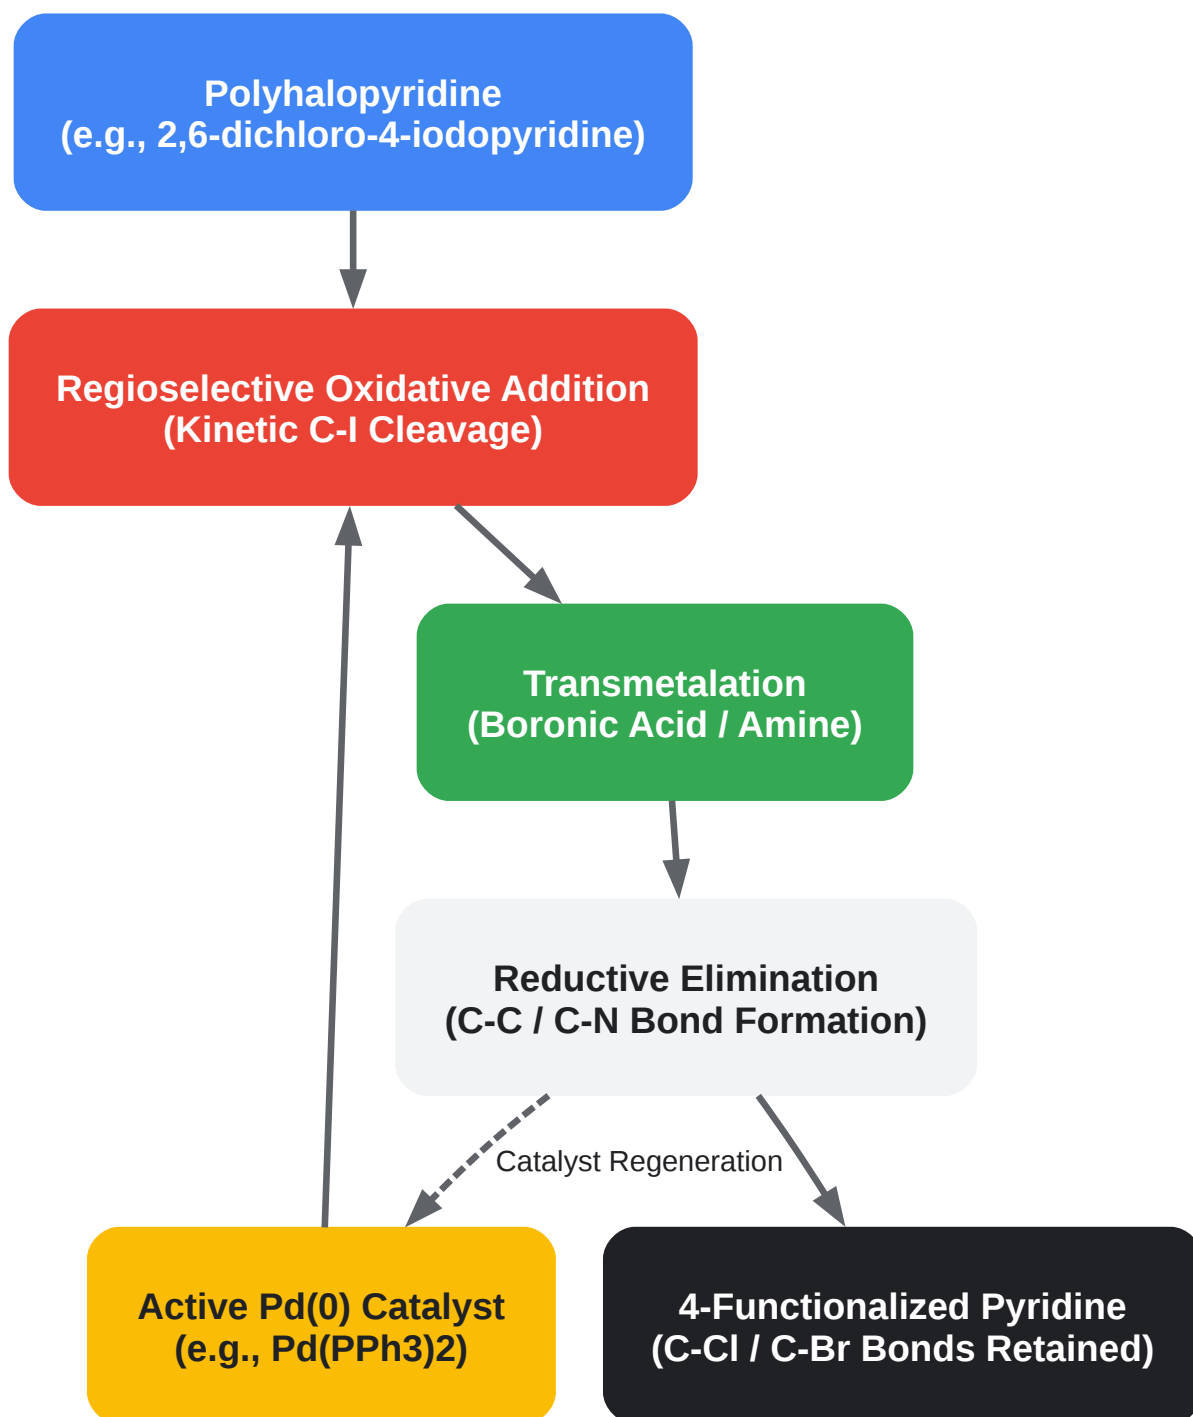 Polyhalopyridine
(e.g., 2,6-dichloro-4-iodopyridine)
Regioselective Oxidative Addition
(Kinetic C-I Cleavage)
Transmetalation
(Boronic Acid / Amine)
Reductive Elimination
(C-C / C-N Bond Formation)
Catalyst Regeneration
Active Pd(0) Catalyst
(e.g., Pd(PPh3)2)
4-Functionalized Pyridine
(C-Cl / C-Br Bonds Retained)